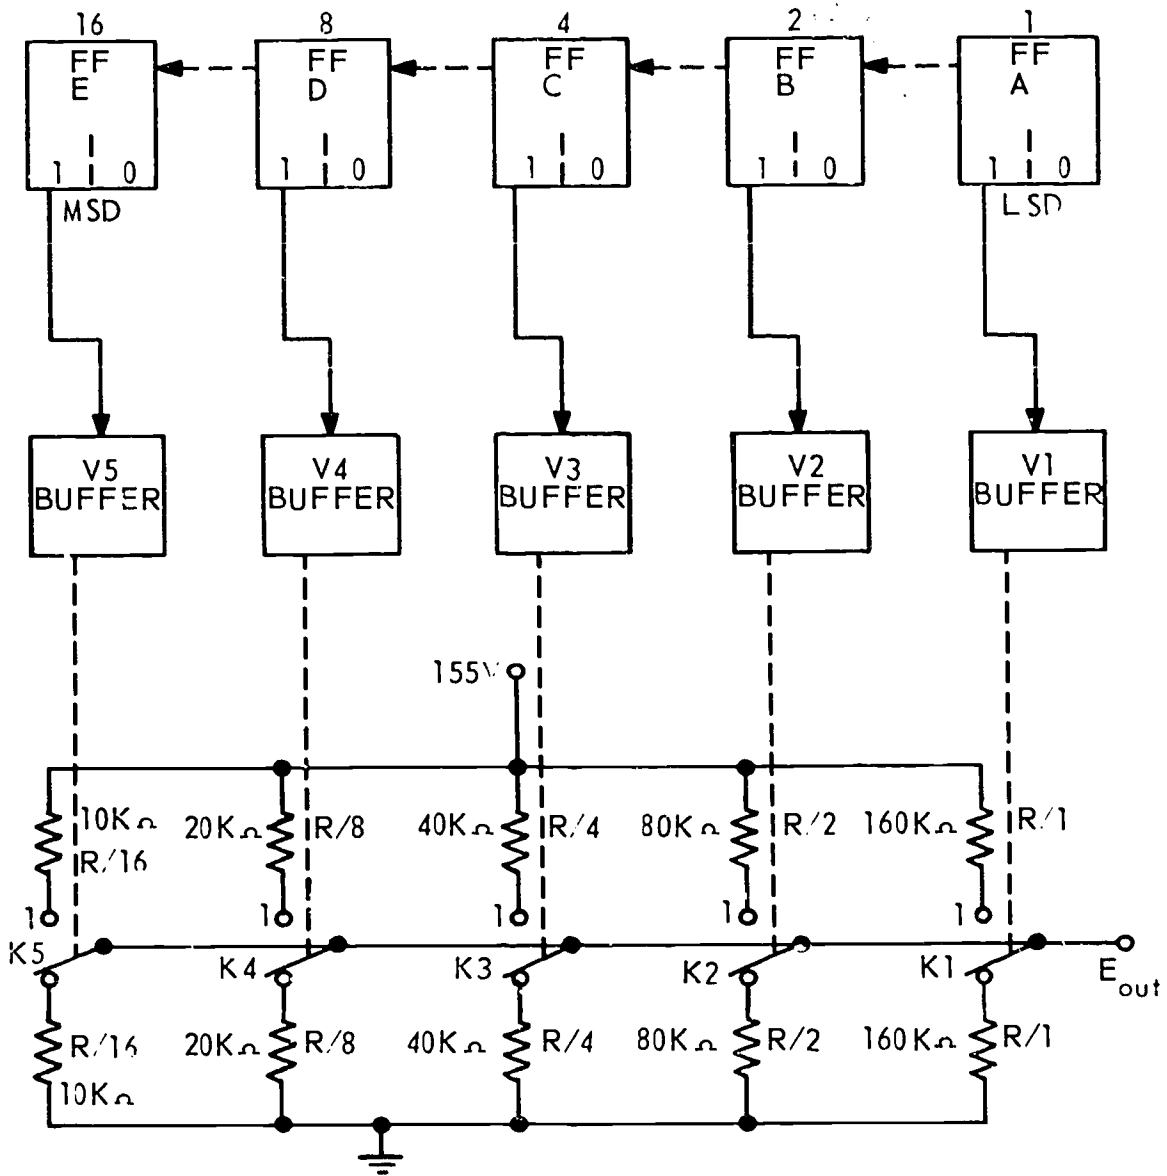 16 8 4 2 1
FF FF FF FF FF
E D C B A
1 0 1 0 1 0 1 0 1 0
MSD LSD
V5 V4 V3 V2 V1
BUFFER BUFFER BUFFER BUFFER BUFFER
155V
10KΩ 20KΩ R/8 40KΩ R/4 80KΩ R/2 160KΩ R/1
R/16
1 1 1 1 1
K5 K4 K3 K2 K1
E out
R/16 20KΩ R/8 40KΩ R/4 80KΩ R/2 160KΩ R/1
10KΩ